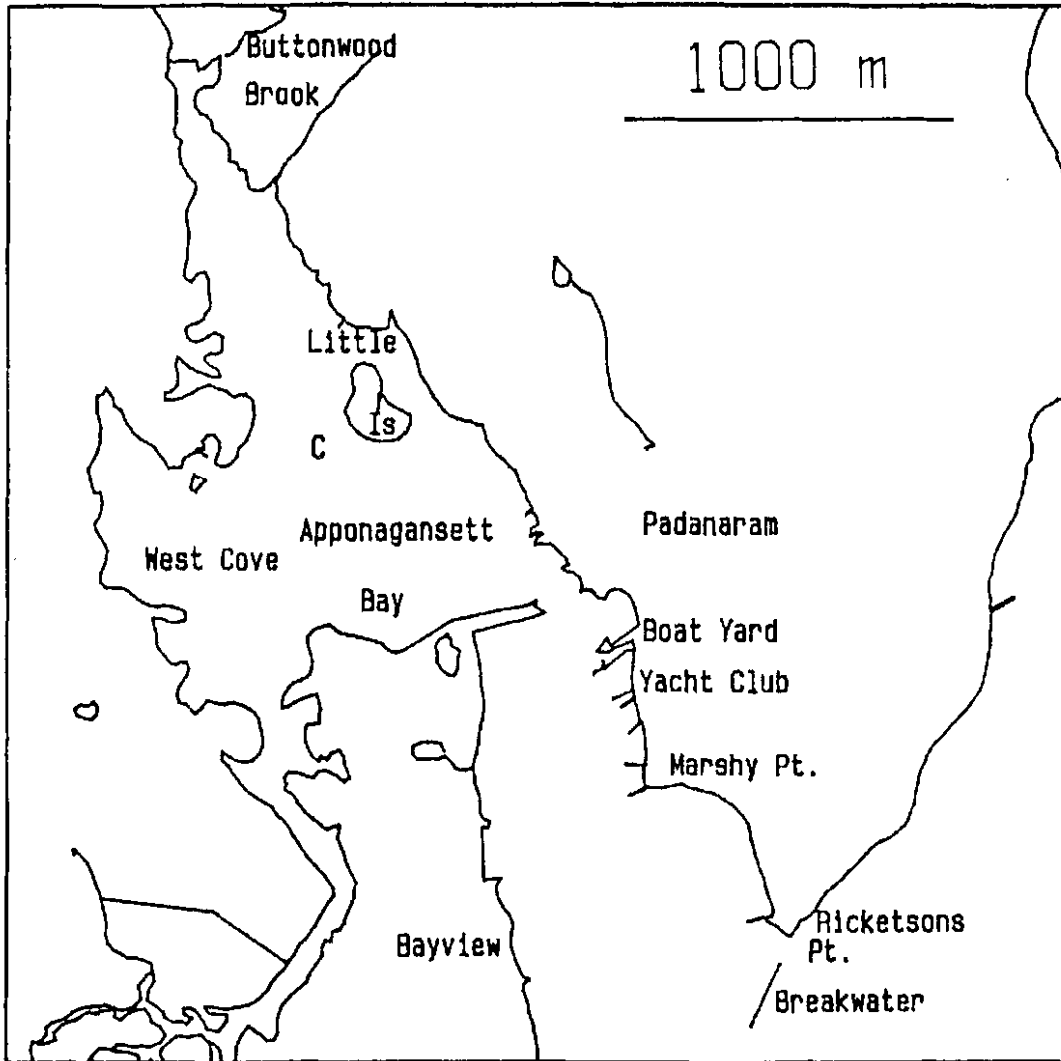 Buttonwood
Brook
1000 m
Little
Is
C
Apponagansett
Bay
West Cove
Padanaram
Boat Yard
Yacht Club
Marshy Pt.
Bayview
Ricketsons
Pt.
Breakwater